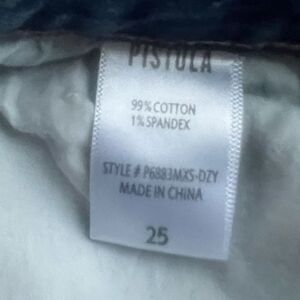 PISTOLA
99% COTTON
1% SPANDEX
STYLE # P6883MXS-DZY
MADE IN CHINA
25